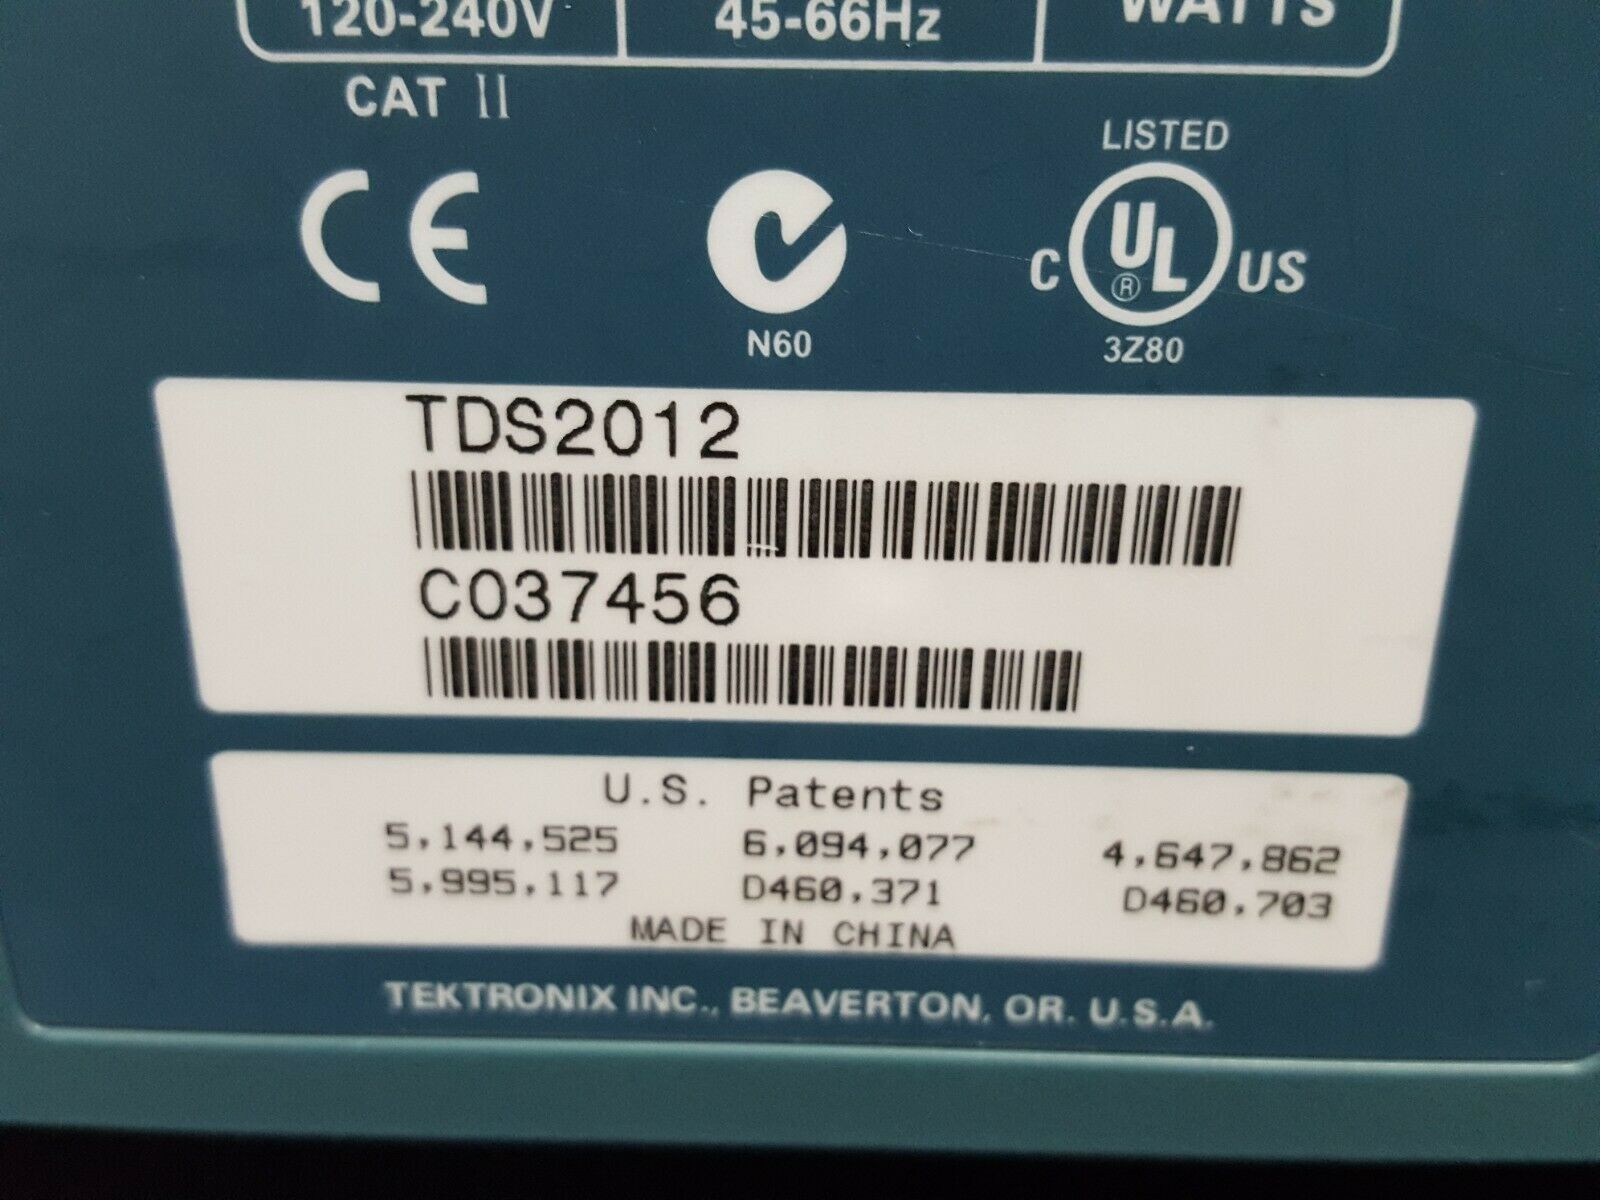 120-240V 45-66Hz WATTS
CAT II
LISTED
CE C UL ® US
N60 3Z80
TDS2012
C037456
U.S. Patents
5,144,525 6,094,077 4,647,862
5,995,117 D460,371 D460,703
MADE IN CHINA
TEKTRONIX INC., BEAVERTON, OR. U.S.A.